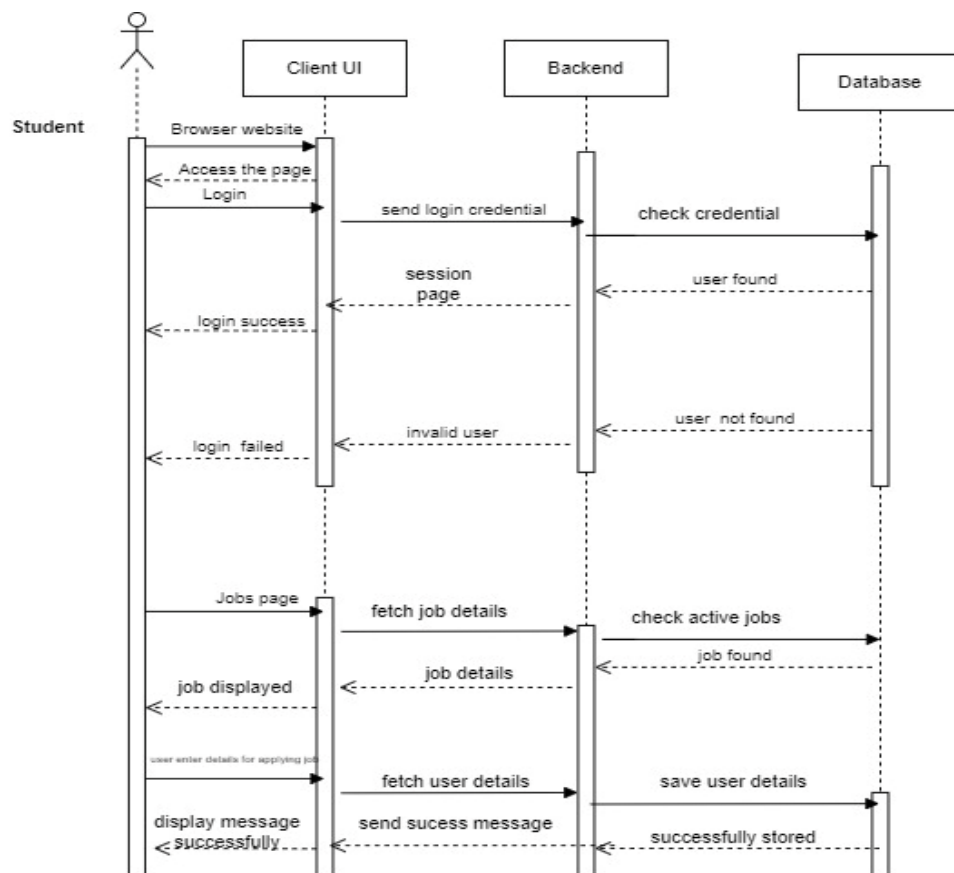 Client UI
Backend
Database
Student
Browser website
Access the page
Login
send login credential
check credential
session
page
user found
login success
user not found
invalid user
login failed
Jobs page
fetch job details
check active jobs
job found
job details
job displayed
user enter details for applying job
fetch user details
save user details
display message
successfully
send sucess message
successfully stored